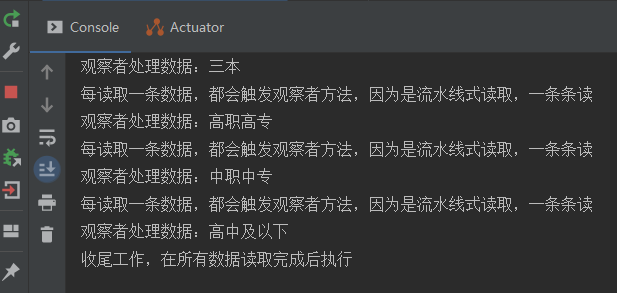 Console
Actuator
观察者处理数据：三本
每读取一条数据，都会触发观察者方法，因为是流水线式读取，一条条读
观察者处理数据：高职高专
每读取一条数据，都会触发观察者方法，因为是流水线式读取，一条条读
观察者处理数据：中职中专
每读取一条数据，都会触发观察者方法，因为是流水线式读取，一条条读
观察者处理数据：高中及以下
收尾工作，在所有数据读取完成后执行